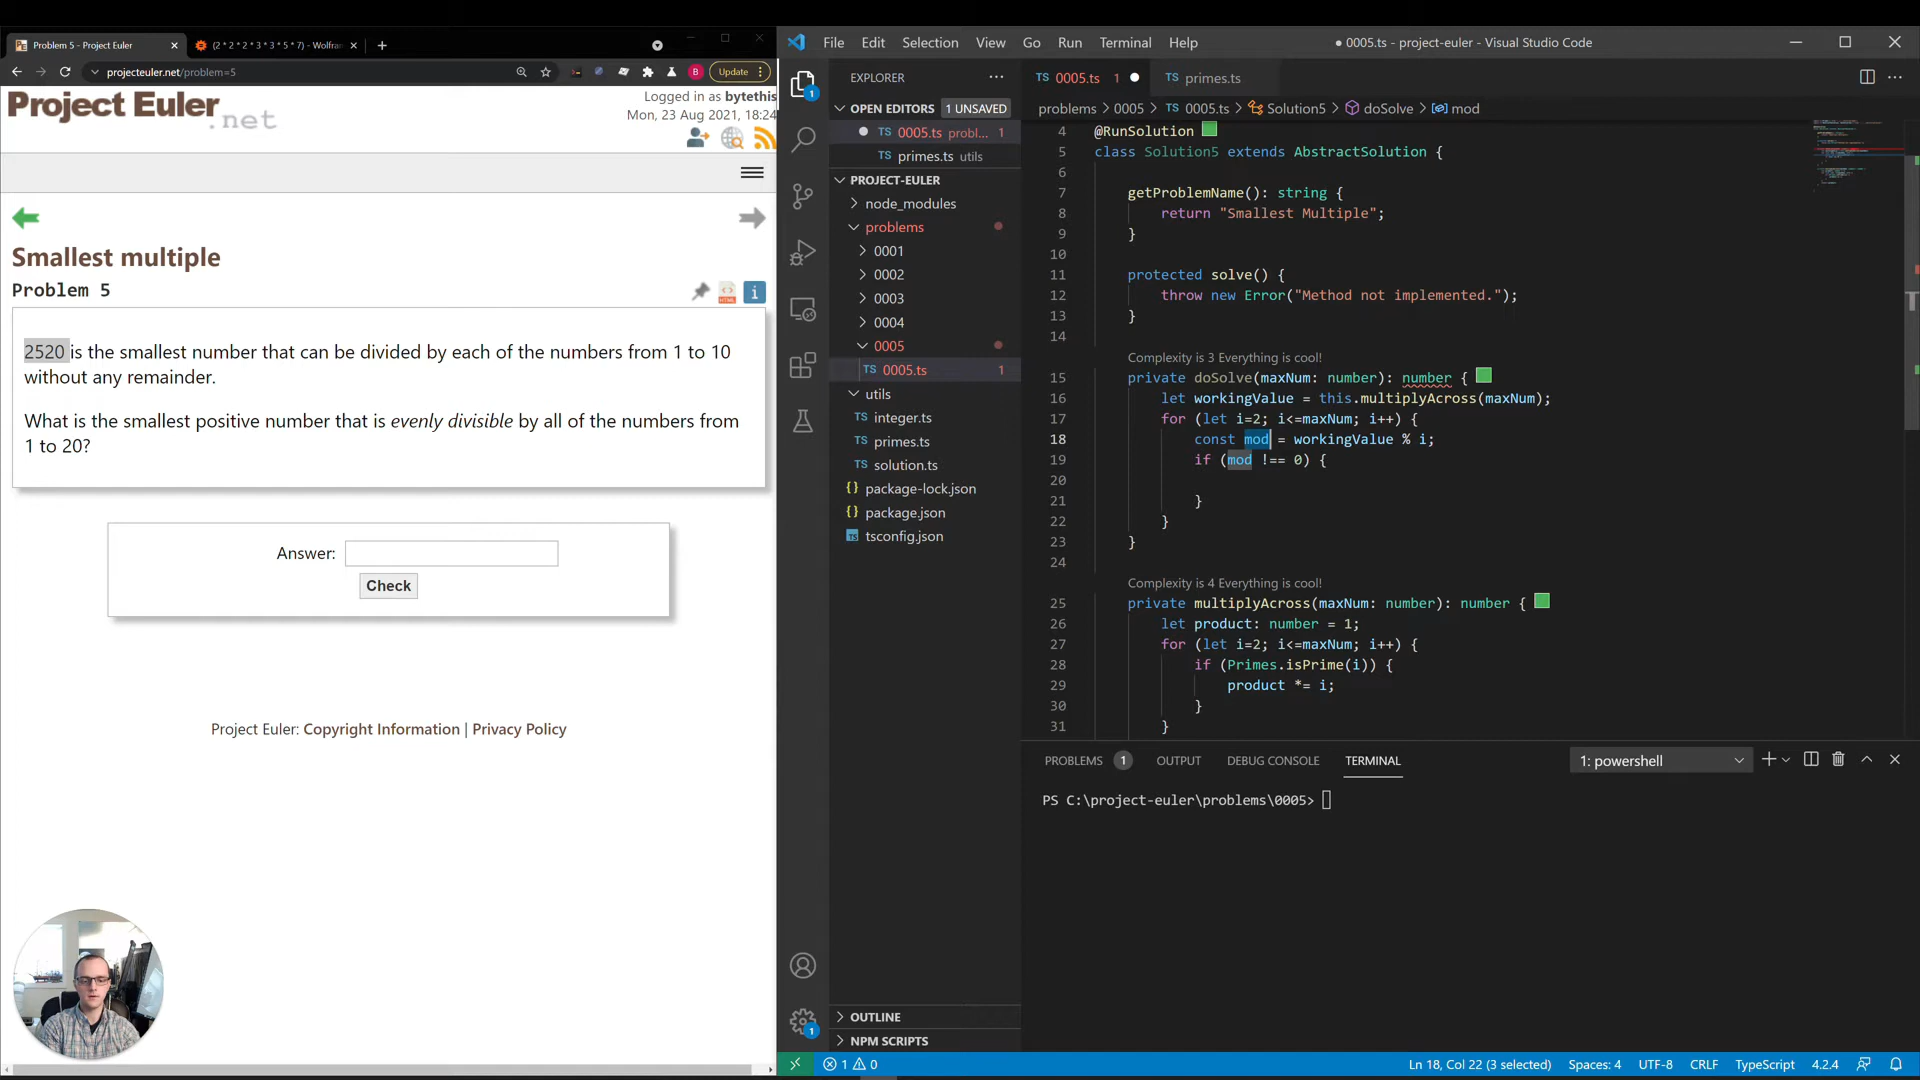 Problem 5 - Project Euler
(2 * 2 * 2 * 3 * 3 * 5 * 7) - Wolfra
projecteuler.net/problem=5
B
Update
Project Euler
.net
Logged in as bytethis
Mon, 23 Aug 2021, 18:24
Smallest multiple
Problem 5
2520 is the smallest number that can be divided by each of the numbers from 1 to 10
without any remainder.
What is the smallest positive number that is evenly divisible by all of the numbers from
1 to 20?
Answer:
Check
Project Euler: Copyright Information | Privacy Policy
File Edit Selection View Go Run Terminal Help
● 0005.ts - project-euler - Visual Studio Code
EXPLORER
OPEN EDITORS 1 UNSAVED
TS 0005.ts probl... 1
TS primes.ts utils
PROJECT-EULER
node_modules
problems
0001
0002
0003
0004
0005
TS 0005.ts 1
utils
TS integer.ts
TS primes.ts
TS solution.ts
{} package-lock.json
{} package.json
tsconfig.json
OUTLINE
NPM SCRIPTS
TS 0005.ts 1 ●
TS primes.ts
problems > 0005 > TS 0005.ts > Solution5 > doSolve > mod
4 @RunSolution
5 class Solution5 extends AbstractSolution {
6
7 getProblemName(): string {
8 return "Smallest Multiple";
9 }
10
11 protected solve() {
12 throw new Error("Method not implemented.");
13 }
14
Complexity is 3 Everything is cool!
15 private doSolve(maxNum: number): number {
16 let workingValue = this.multiplyAcross(maxNum);
17 for (let i=2; i<=maxNum; i++) {
18 const mod = workingValue % i;
19 if (mod !== 0) {
20
21 }
22 }
23 }
24
Complexity is 4 Everything is cool!
25 private multiplyAcross(maxNum: number): number {
26 let product: number = 1;
27 for (let i=2; i<=maxNum; i++) {
28 if (Primes.isPrime(i)) {
29 product *= i;
30 }
31 }
PROBLEMS 1 OUTPUT DEBUG CONSOLE TERMINAL
1: powershell
PS C:\project-euler\problems\0005>
1 0
Ln 18, Col 22 (3 selected) Spaces: 4 UTF-8 CRLF TypeScript 4.2.4